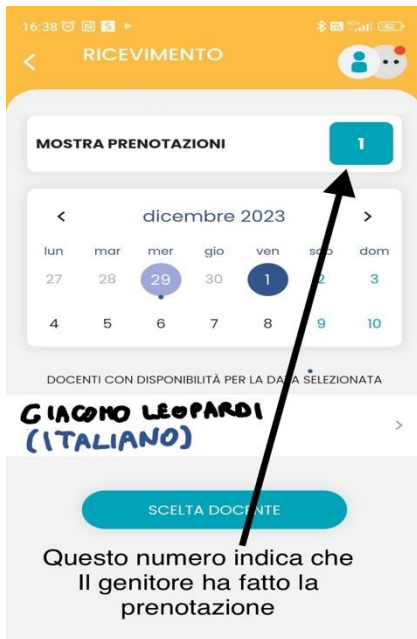 16:38
RICEVIMENTO
MOSTRA PRENOTAZIONI 1
< dicembre 2023 >
lun mar mer gio ven sab dom
27 28 29 30 1 2 3
4 5 6 7 8 9 10
DOCENTI CON DISPONIBILITÀ PER LA DATA SELEZIONATA
GIACOMO LEOPARDI
(ITALIANO)
SCELTA DOCENTE
Questo numero indica che
Il genitore ha fatto la
prenotazione